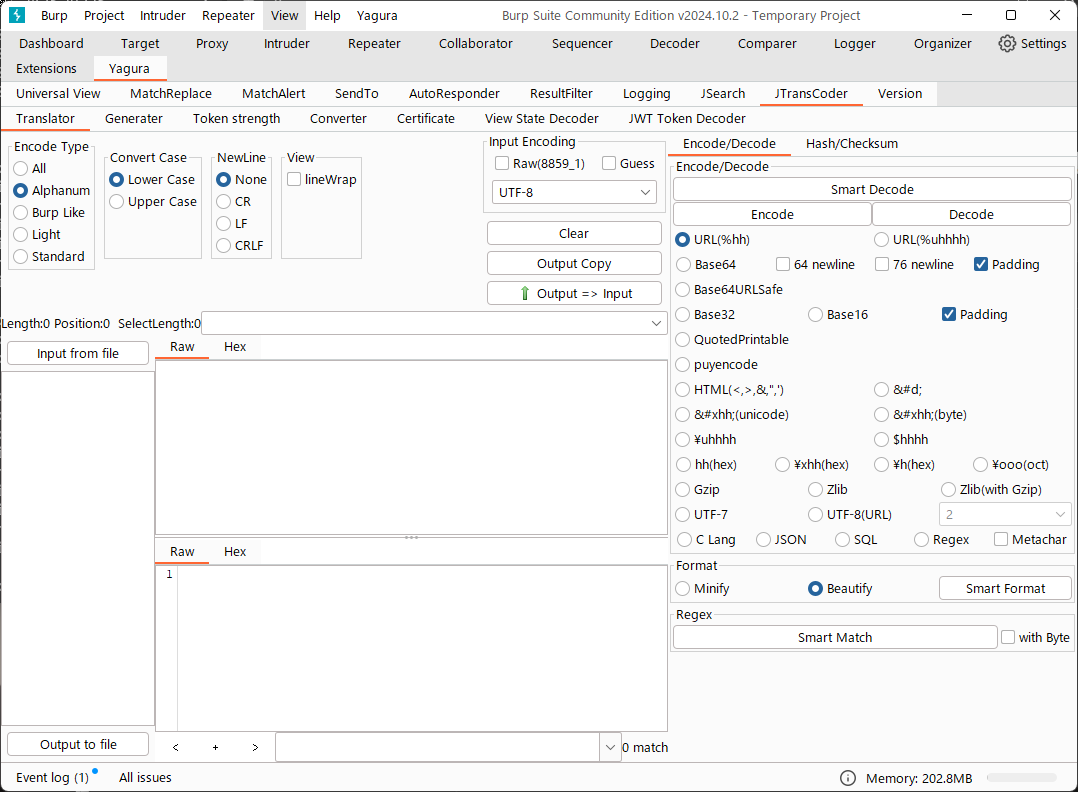 Burp Project Intruder Repeater View Help Yagura Burp Suite Community Edition v2024.10.2 - Temporary Project
Dashboard Target Proxy Intruder Repeater Collaborator Sequencer Decoder Comparer Logger Organizer Settings
Extensions Yagura
Universal View MatchReplace MatchAlert SendTo AutoResponder ResultFilter Logging JSearch JTransCoder Version
Translator Generater Token strength Converter Certificate View State Decoder JWT Token Decoder
Encode Type
All
Alphanum
Burp Like
Light
Standard
Convert Case
Lower Case
Upper Case
NewLine
None
CR
LF
CRLF
View
lineWrap
Input Encoding
Raw(8859_1) Guess
UTF-8
Clear
Output Copy
Output => Input
Length:0 Position:0 SelectLength:0
Input from file
Raw Hex
Raw Hex
1
Output to file
< + > 0 match
Encode/Decode Hash/Checksum
Encode/Decode
Smart Decode
Encode Decode
URL(%hh) URL(%uhhhh)
Base64 64 newline 76 newline Padding
Base64URLSafe
Base32 Base16 Padding
QuotedPrintable
puyencode
HTML(<,>,&,",') &#d;
&#xhh;(unicode) &#xhh;(byte)
¥uhhhh $hhhh
hh(hex) ¥xhh(hex) ¥h(hex) ¥ooo(oct)
Gzip Zlib Zlib(with Gzip)
UTF-7 UTF-8(URL) 2
C Lang JSON SQL Regex Metachar
Format
Minify Beautify Smart Format
Regex
Smart Match with Byte
Event log (1) All issues Memory: 202.8MB